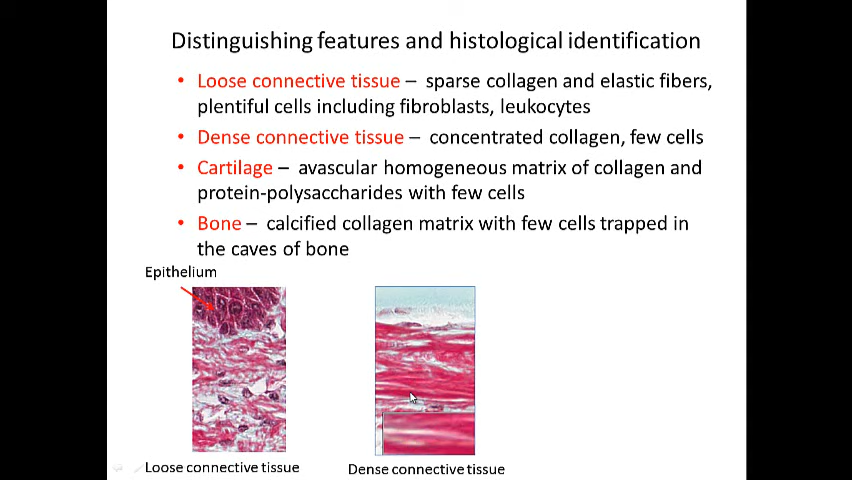 Distinguishing features and histological identification
• Loose connective tissue – sparse collagen and elastic fibers,
plentiful cells including fibroblasts, leukocytes
• Dense connective tissue – concentrated collagen, few cells
• Cartilage – avascular homogeneous matrix of collagen and
protein-polysaccharides with few cells
• Bone – calcified collagen matrix with few cells trapped in
the caves of bone
Epithelium
Loose connective tissue
Dense connective tissue